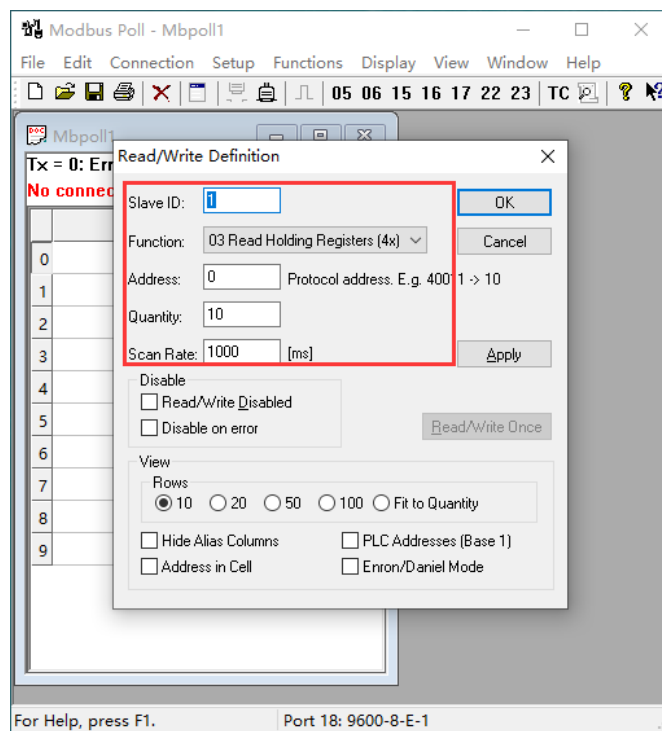 Modbus Poll - Mbpoll1
File Edit Connection Setup Functions Display View Window Help
05 06 15 16 17 22 23 TC
Mbpoll1
Tx = 0: Err
No connec
Read/Write Definition
Slave ID: 1
OK
Function: 03 Read Holding Registers (4x)
Cancel
Address: 0 Protocol address. E.g. 40011 -> 10
Quantity: 10
Scan Rate: 1000 [ms]
Apply
Disable
Read/Write Disabled
Disable on error
Read/Write Once
View
Rows
10 20 50 100 Fit to Quantity
Hide Alias Columns PLC Addresses (Base 1)
Address in Cell Enron/Daniel Mode
0
1
2
3
4
5
6
7
8
9
For Help, press F1. Port 18: 9600-8-E-1